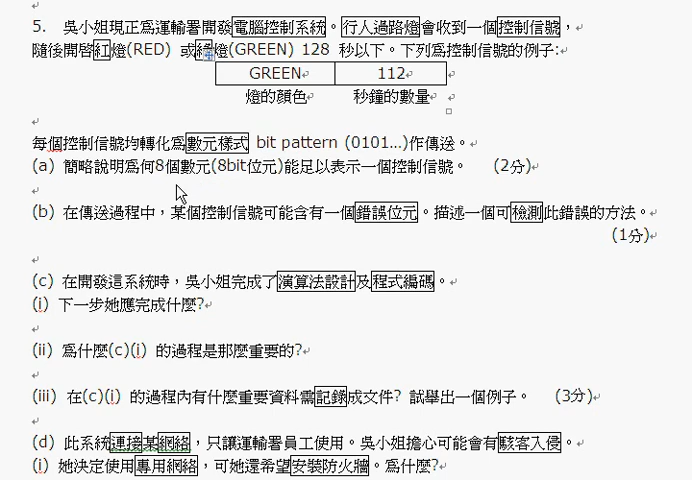 5. 吳小姐現正為運輸署開發電腦控制系統。行人過路燈會收到一個控制信號，
隨後開啓紅燈(RED) 或綠燈(GREEN) 128 秒以下。下列為控制信號的例子:
GREEN 112
燈的顏色 秒鐘的數量
每個控制信號均轉化為數元樣式 bit pattern (0101...)作傳送。
(a) 簡略說明為何8個數元(8bit位元)能足以表示一個控制信號。 (2分)
(b) 在傳送過程中，某個控制信號可能含有一個錯誤位元。描述一個可檢測此錯誤的方法。
(1分)
(c) 在開發這系統時，吳小姐完成了演算法設計及程式編碼。
(i) 下一步她應完成什麼?
(ii) 為什麼(c)(i) 的過程是那麼重要的?
(iii) 在(c)(i) 的過程內有什麼重要資料需記錄成文件? 試舉出一個例子。 (3分)
(d) 此系統連接某網絡，只讓運輸署員工使用。吳小姐擔心可能會有駭客入侵。
(i) 她決定使用專用網絡，可她還希望安裝防火牆。為什麼?